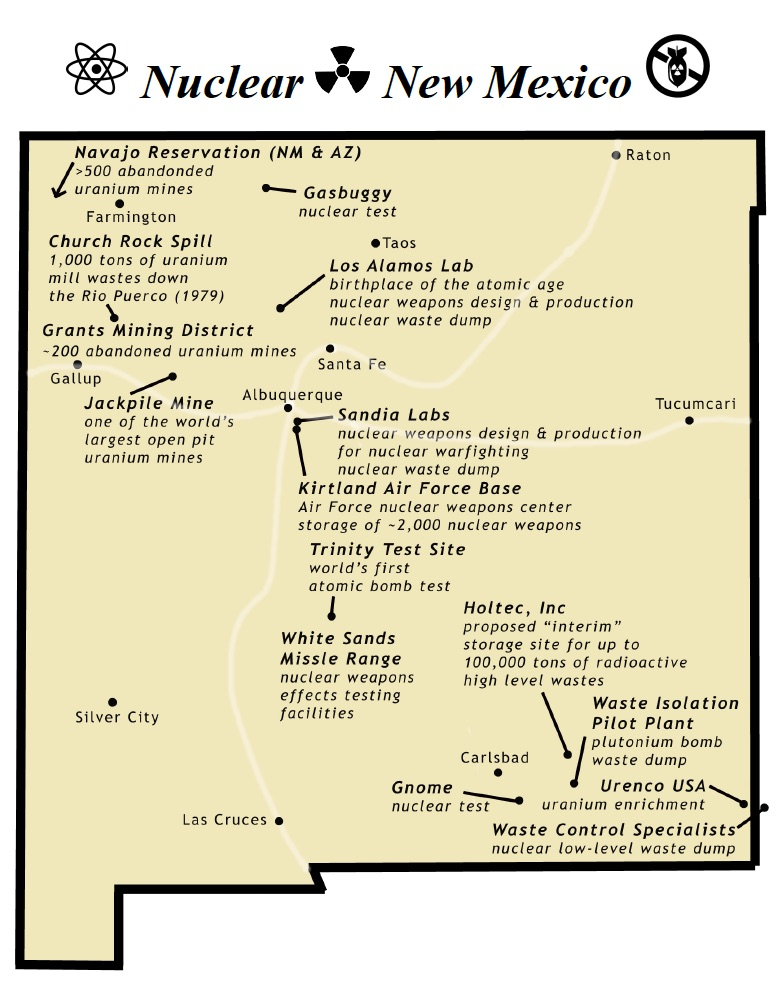 Nuclear New Mexico
Navajo Reservation (NM & AZ)
>500 abandonded
uranium mines
Raton
Gasbuggy
nuclear test
Farmington
Church Rock Spill
1,000 tons of uranium
mill wastes down
the Rio Puerco (1979)
Taos
Los Alamos Lab
birthplace of the atomic age
nuclear weapons design & production
nuclear waste dump
Grants Mining District
~200 abandoned uranium mines
Santa Fe
Gallup
Jackpile Mine
one of the world's
largest open pit
uranium mines
Albuquerque
Tucumcari
Sandia Labs
nuclear weapons design & production
for nuclear warfighting
nuclear waste dump
Kirtland Air Force Base
Air Force nuclear weapons center
storage of ~2,000 nuclear weapons
Trinity Test Site
world's first
atomic bomb test
White Sands
Missle Range
nuclear weapons
effects testing
facilities
Holtec, Inc
proposed "interim"
storage site for up to
100,000 tons of radioactive
high level wastes
Silver City
Waste Isolation
Pilot Plant
plutonium bomb
waste dump
Carlsbad
Gnome
nuclear test
Urenco USA
uranium enrichment
Las Cruces
Waste Control Specialists
nuclear low-level waste dump